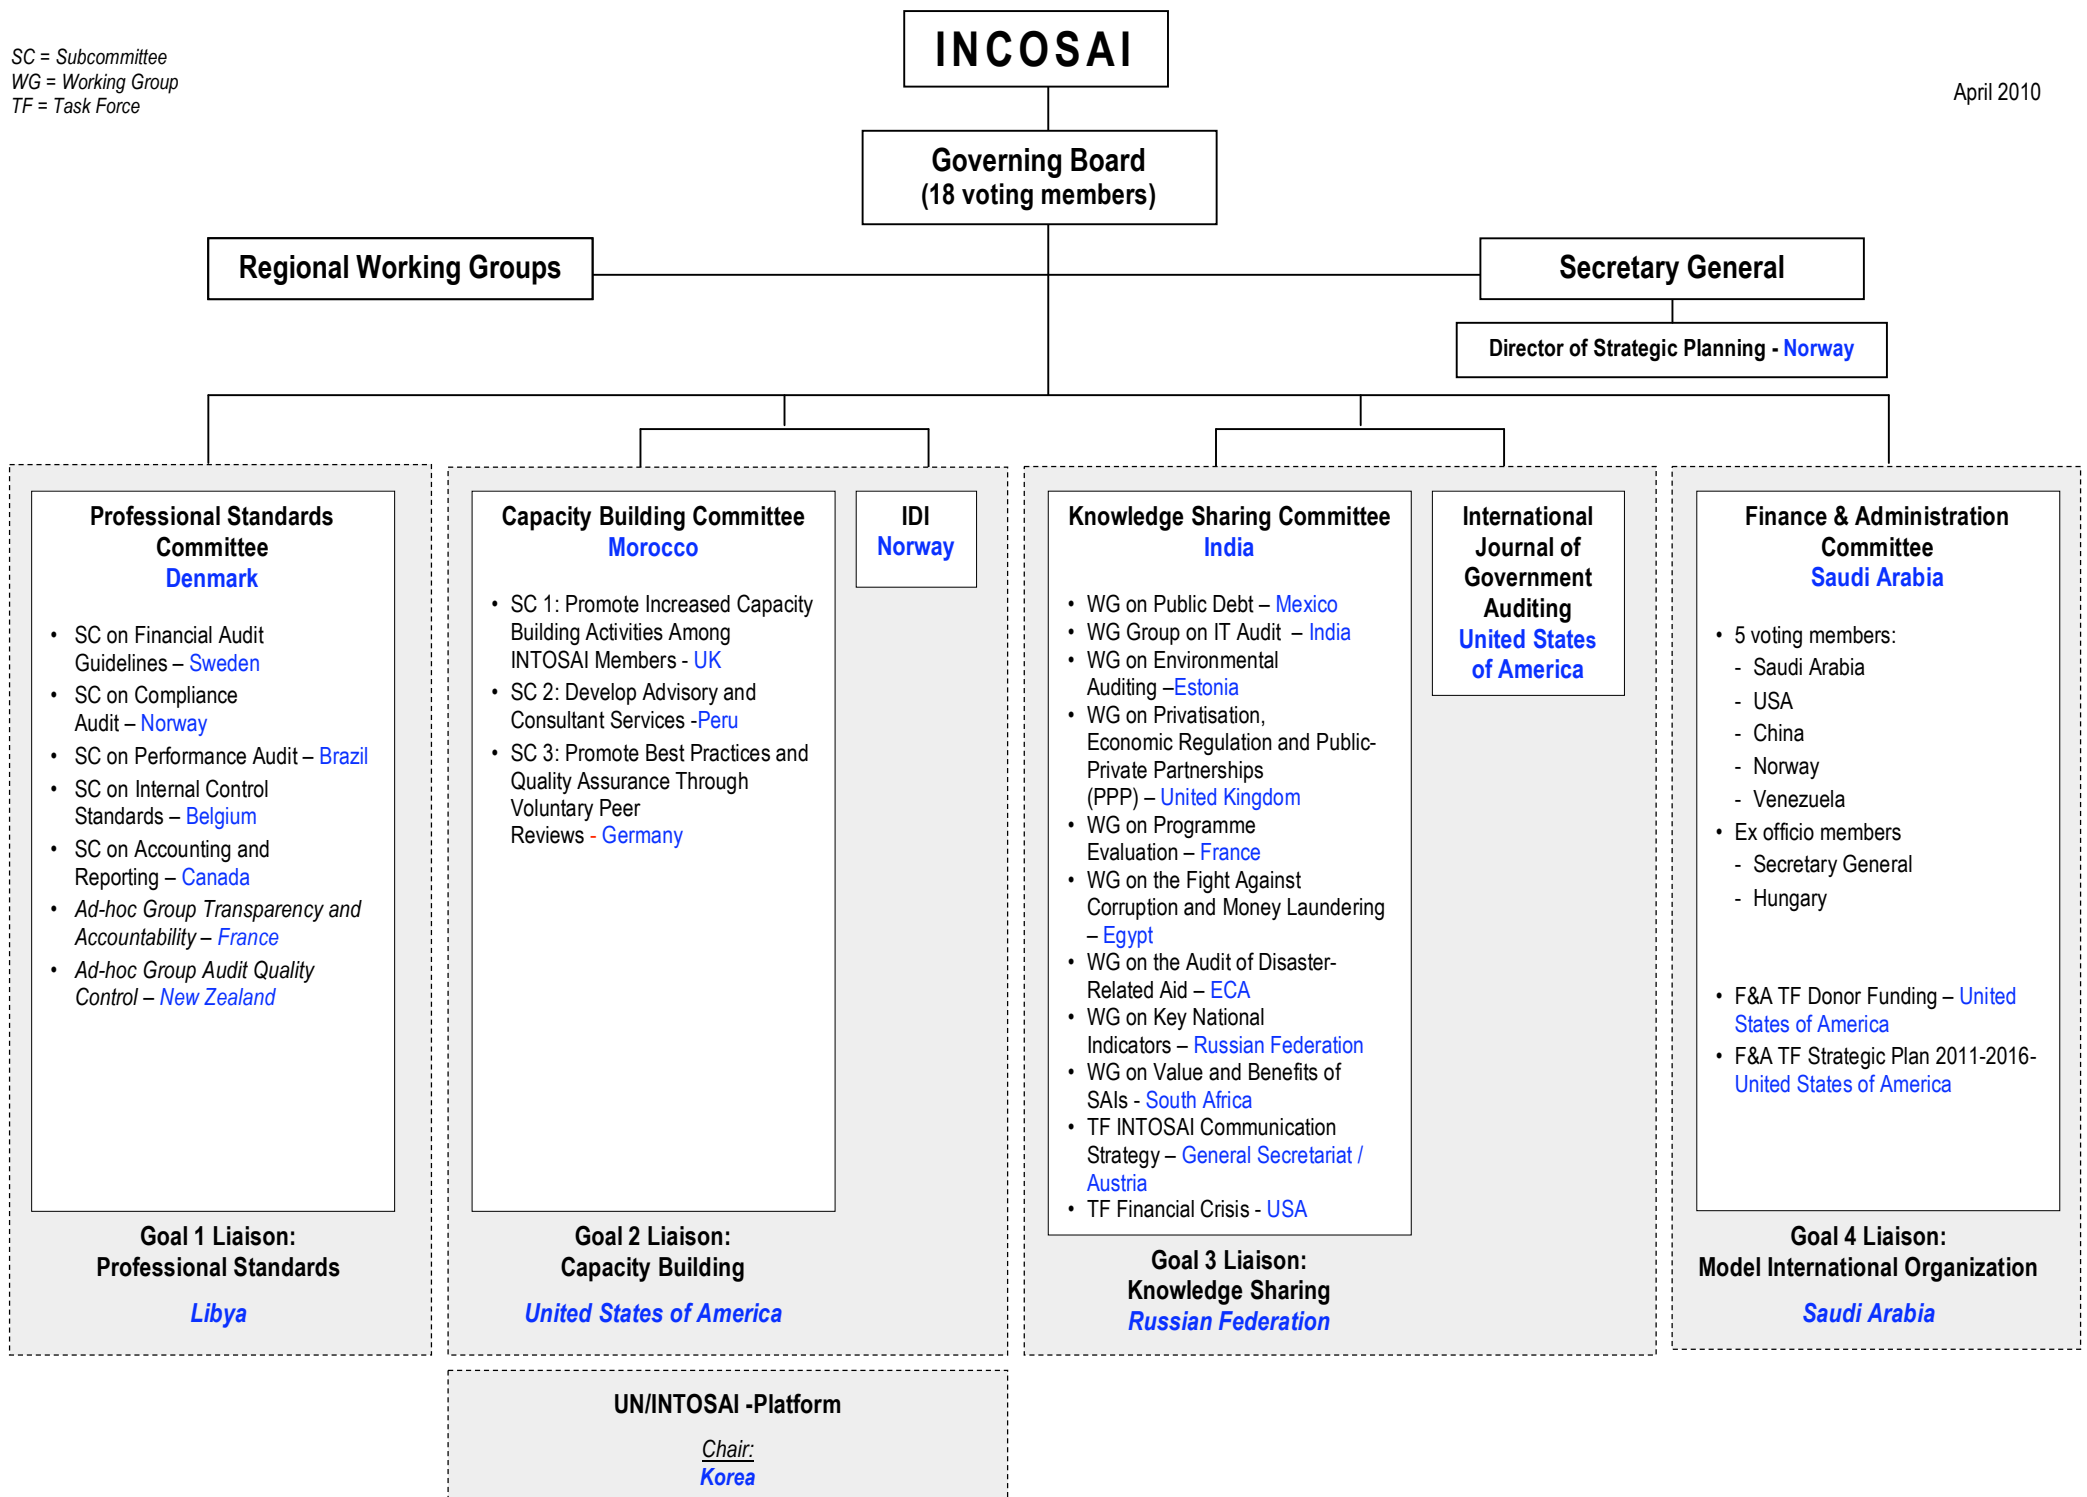 SC = Subcommittee
WG = Working Group
TF = Task Force
INCOSAI
April 2010
Governing Board
(18 voting members)
Regional Working Groups
Secretary General
Director of Strategic Planning - Norway
Professional Standards
Committee
Denmark
• SC on Financial Audit
Guidelines – Sweden
• SC on Compliance
Audit – Norway
• SC on Performance Audit – Brazil
• SC on Internal Control
Standards – Belgium
• SC on Accounting and
Reporting – Canada
• Ad-hoc Group Transparency and
Accountability – France
• Ad-hoc Group Audit Quality
Control – New Zealand
Goal 1 Liaison:
Professional Standards
Libya
Capacity Building Committee
Morocco
• SC 1: Promote Increased Capacity
Building Activities Among
INTOSAI Members - UK
• SC 2: Develop Advisory and
Consultant Services -Peru
• SC 3: Promote Best Practices and
Quality Assurance Through
Voluntary Peer
Reviews - Germany
IDI
Norway
Goal 2 Liaison:
Capacity Building
United States of America
Knowledge Sharing Committee
India
• WG on Public Debt – Mexico
• WG Group on IT Audit – India
• WG on Environmental
Auditing –Estonia
• WG on Privatisation,
Economic Regulation and Public-
Private Partnerships
(PPP) – United Kingdom
• WG on Programme
Evaluation – France
• WG on the Fight Against
Corruption and Money Laundering
– Egypt
• WG on the Audit of Disaster-
Related Aid – ECA
• WG on Key National
Indicators – Russian Federation
• WG on Value and Benefits of
SAIs - South Africa
• TF INTOSAI Communication
Strategy – General Secretariat /
Austria
• TF Financial Crisis - USA
International
Journal of
Government
Auditing
United States
of America
Goal 3 Liaison:
Knowledge Sharing
Russian Federation
Finance & Administration
Committee
Saudi Arabia
• 5 voting members:
- Saudi Arabia
- USA
- China
- Norway
- Venezuela
• Ex officio members
- Secretary General
- Hungary
• F&A TF Donor Funding – United
States of America
• F&A TF Strategic Plan 2011-2016-
United States of America
Goal 4 Liaison:
Model International Organization
Saudi Arabia
UN/INTOSAI -Platform
Chair:
Korea